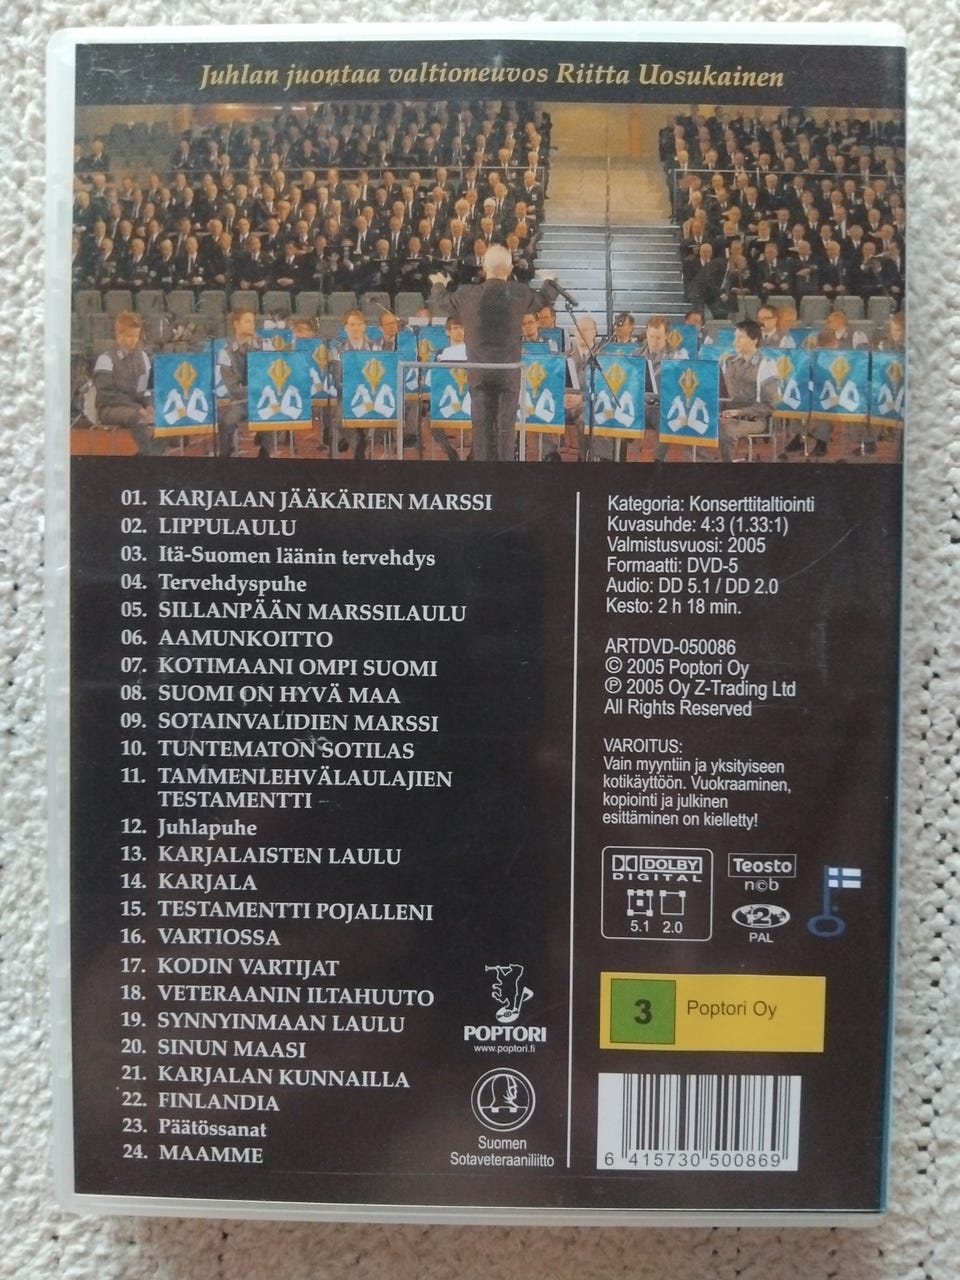 Juhlan juontaa valtioneuvos Riitta Uosukainen
01. KARJALAN JÄÄKÄRIEN MARSSI
02. LIPPULAULU
03. Itä-Suomen läänin tervehdys
04. Tervehdyspuhe
05. SILLANPÄÄN MARSSILAULU
06. AAMUNKOITTO
07. KOTIMAANI OMPI SUOMI
08. SUOMI ON HYVÄ MAA
09. SOTAINVALIDIEN MARSSI
10. TUNTEMATON SOTILAS
11. TAMMENLEHVÄLAULAJIEN
TESTAMENTTI
12. Juhlapuhe
13. KARJALAISTEN LAULU
14. KARJALA
15. TESTAMENTTI POJALLENI
16. VARTIOSSA
17. KODIN VARTIJAT
18. VETERAANIN ILTAHUUTO
19. SYNNYINMAAN LAULU
20. SINUN MAASI
21. KARJALAN KUNNAILLA
22. FINLANDIA
23. Päätössanat
24. MAAMME
POPTORI
www.poptori.fi
Suomen
Sotaveteraaniliitto
Kategoria: Konserttitaltiointi
Kuvasuhde: 4:3 (1.33:1)
Valmistusvuosi: 2005
Formaatti: DVD-5
Audio: DD 5.1 / DD 2.0
Kesto: 2 h 18 min.
ARTDVD-050086
© 2005 Poptori Oy
℗ 2005 Oy Z-Trading Ltd
All Rights Reserved
VAROITUS:
Vain myyntiin ja yksityiseen
kotikäyttöön. Vuokraaminen,
kopiointi ja julkinen
esittäminen on kielletty!
DOLBY
DIGITAL
5.1 2.0
Teosto
n©b
2
PAL
3 Poptori Oy
6 415730 500869